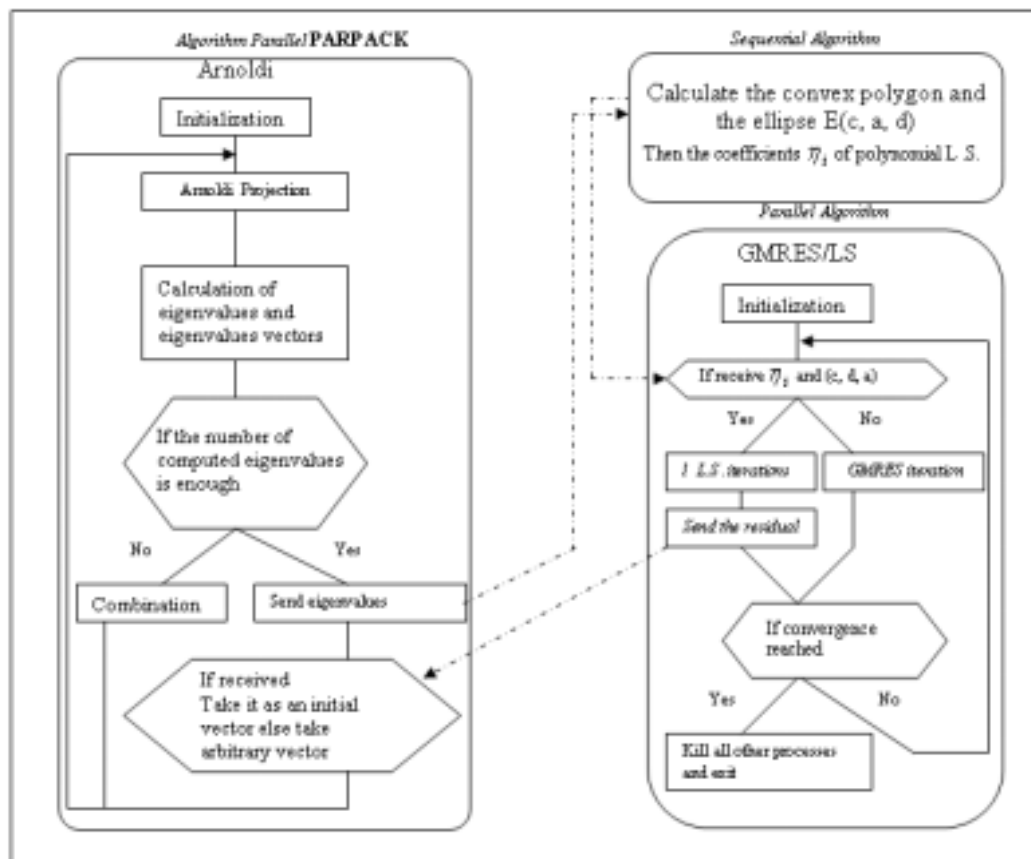 Algorithm Parallel PARPACK
Arnoldi
Initialization
Arnoldi Projection
Calculation of
eigenvalues and
eigenvalues vectors
If the number of
computed eigenvalues
is enough
No
Yes
Combination
Send eigenvalues
If received
Take it as an initial
vector else take
arbitrary vector
Sequential Algorithm
Calculate the convex polygon and
the ellipse E(c, a, d)
Then the coefficients η_i of polynomial L.S.
Parallel Algorithm
GMRES/LS
Initialization
If receive η_i and (c, d, a)
Yes
No
l L.S. iterations
GMRES iteration
Send the residual
If convergence
reached
Yes
No
Kill all other processes
and exit